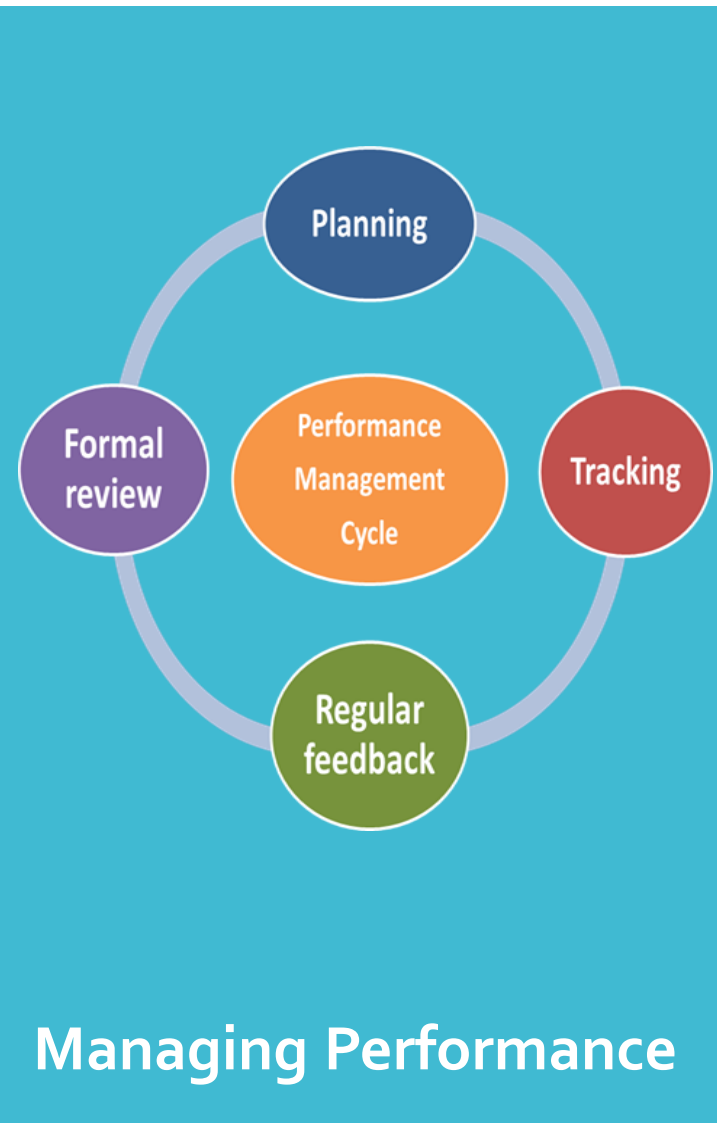 Planning
Performance
Management
Cycle
Formal
review
Tracking
Regular
feedback
Managing Performance